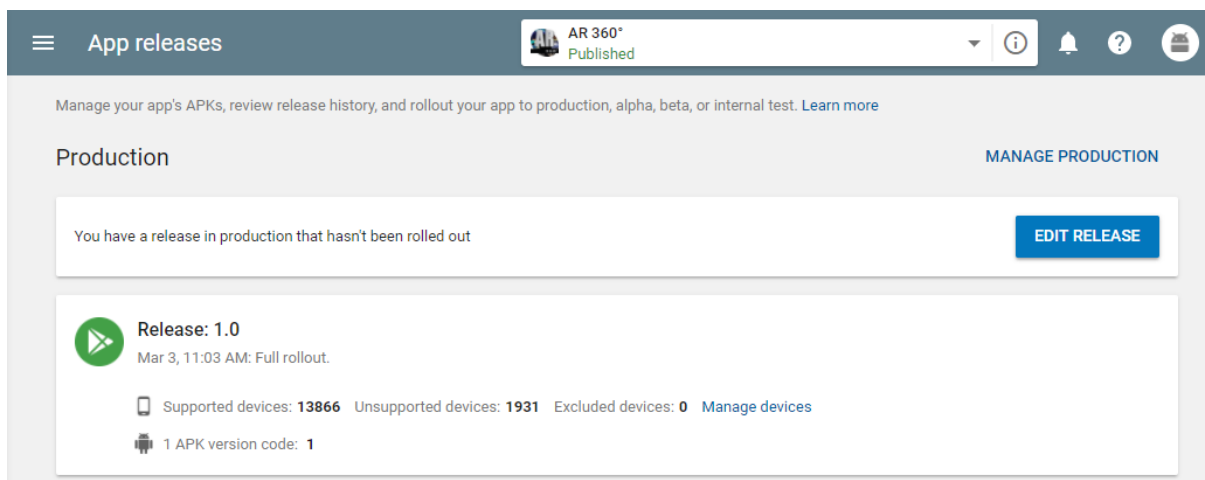 App releases
AR 360°
Published
Manage your app's APKs, review release history, and rollout your app to production, alpha, beta, or internal test. Learn more
Production
MANAGE PRODUCTION
You have a release in production that hasn't been rolled out
EDIT RELEASE
Release: 1.0
Mar 3, 11:03 AM: Full rollout.
Supported devices: 13866 Unsupported devices: 1931 Excluded devices: 0 Manage devices
1 APK version code: 1